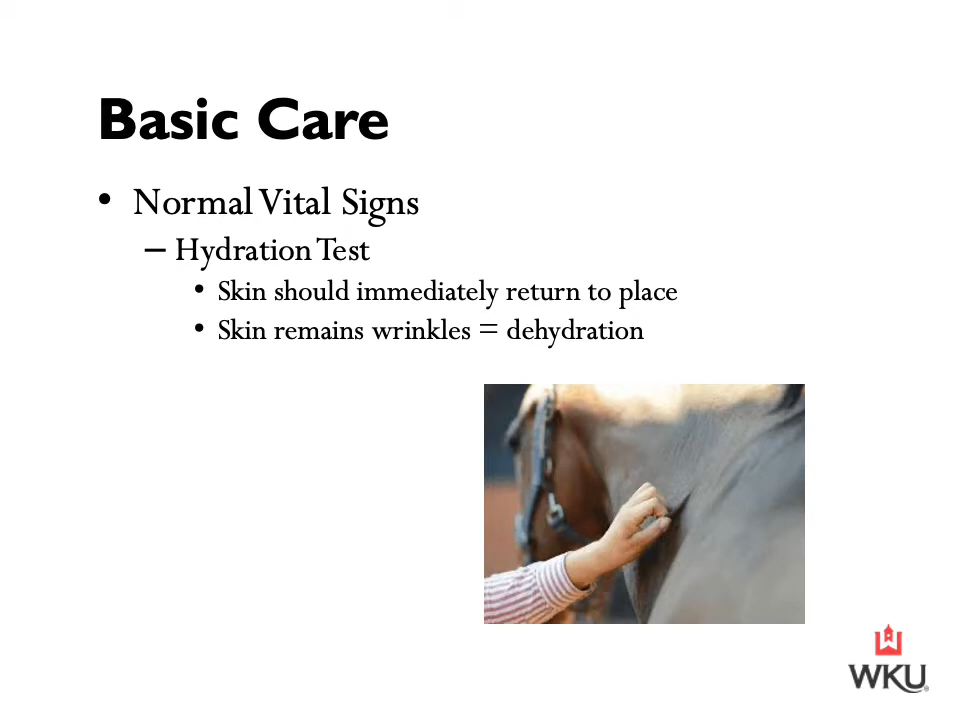 Basic Care
• Normal Vital Signs
– Hydration Test
• Skin should immediately return to place
• Skin remains wrinkles = dehydration
WKU®